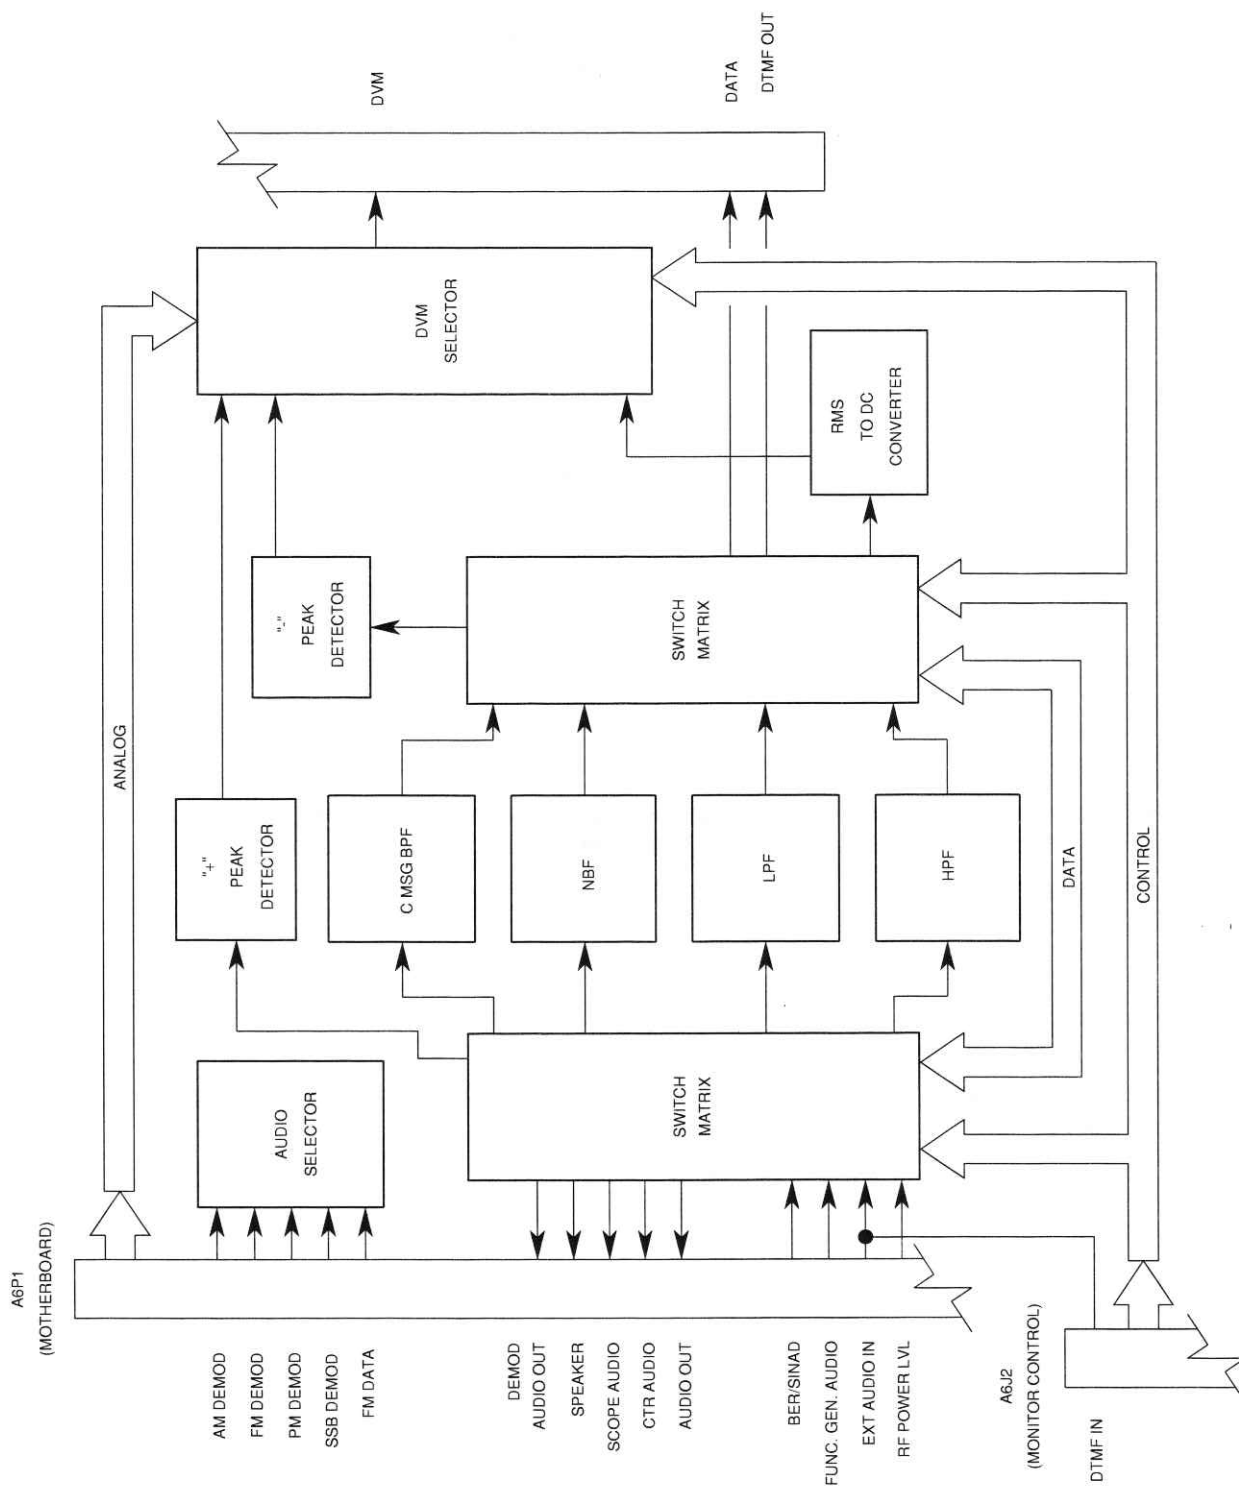 A6P1
(MOTHERBOARD)
AM DEMOD
FM DEMOD
PM DEMOD
SSB DEMOD
FM DATA
DEMOD
AUDIO OUT
SPEAKER
SCOPE AUDIO
CTR AUDIO
AUDIO OUT
BER/SINAD
FUNC. GEN. AUDIO
EXT AUDIO IN
RF POWER LVL
A6J2
(MONITOR CONTROL)
DTMF IN
ANALOG
AUDIO
SELECTOR
SWITCH
MATRIX
"+"
PEAK
DETECTOR
C MSG BPF
NBF
LPF
HPF
DATA
CONTROL
"-"
PEAK
DETECTOR
SWITCH
MATRIX
RMS
TO DC
CONVERTER
DVM
SELECTOR
DVM
DATA
DTMF OUT